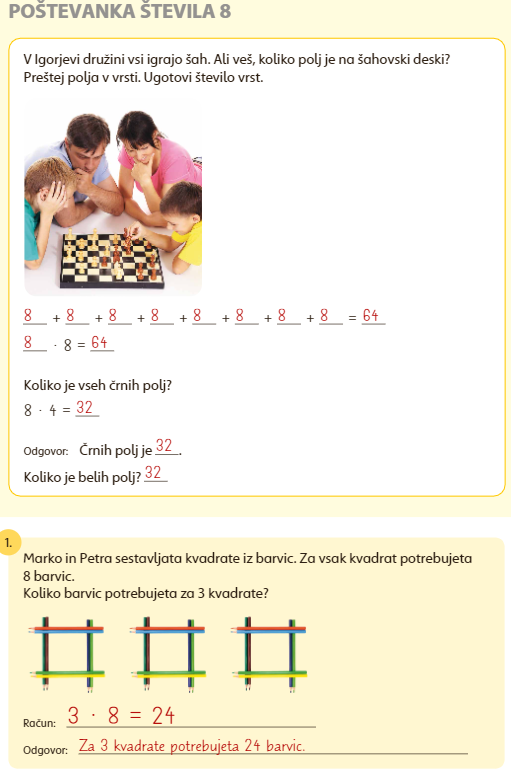 POŠTEVANKA ŠTEVILA 8
V Igorjevi družini vsi igrajo šah. Ali veš, koliko polj je na šahovski deski?
Preštej polja v vrsti. Ugotovi število vrst.
8 + 8 + 8 + 8 + 8 + 8 + 8 + 8 = 64
8 · 8 = 64
Koliko je vseh črnih polj?
8 · 4 = 32
Odgovor: Črnih polj je 32.
Koliko je belih polj? 32
1.
Marko in Petra sestavljata kvadrate iz barvic. Za vsak kvadrat potrebujeta
8 barvic.
Koliko barvic potrebujeta za 3 kvadrate?
Račun: 3 · 8 = 24
Odgovor: Za 3 kvadrate potrebujeta 24 barvic.